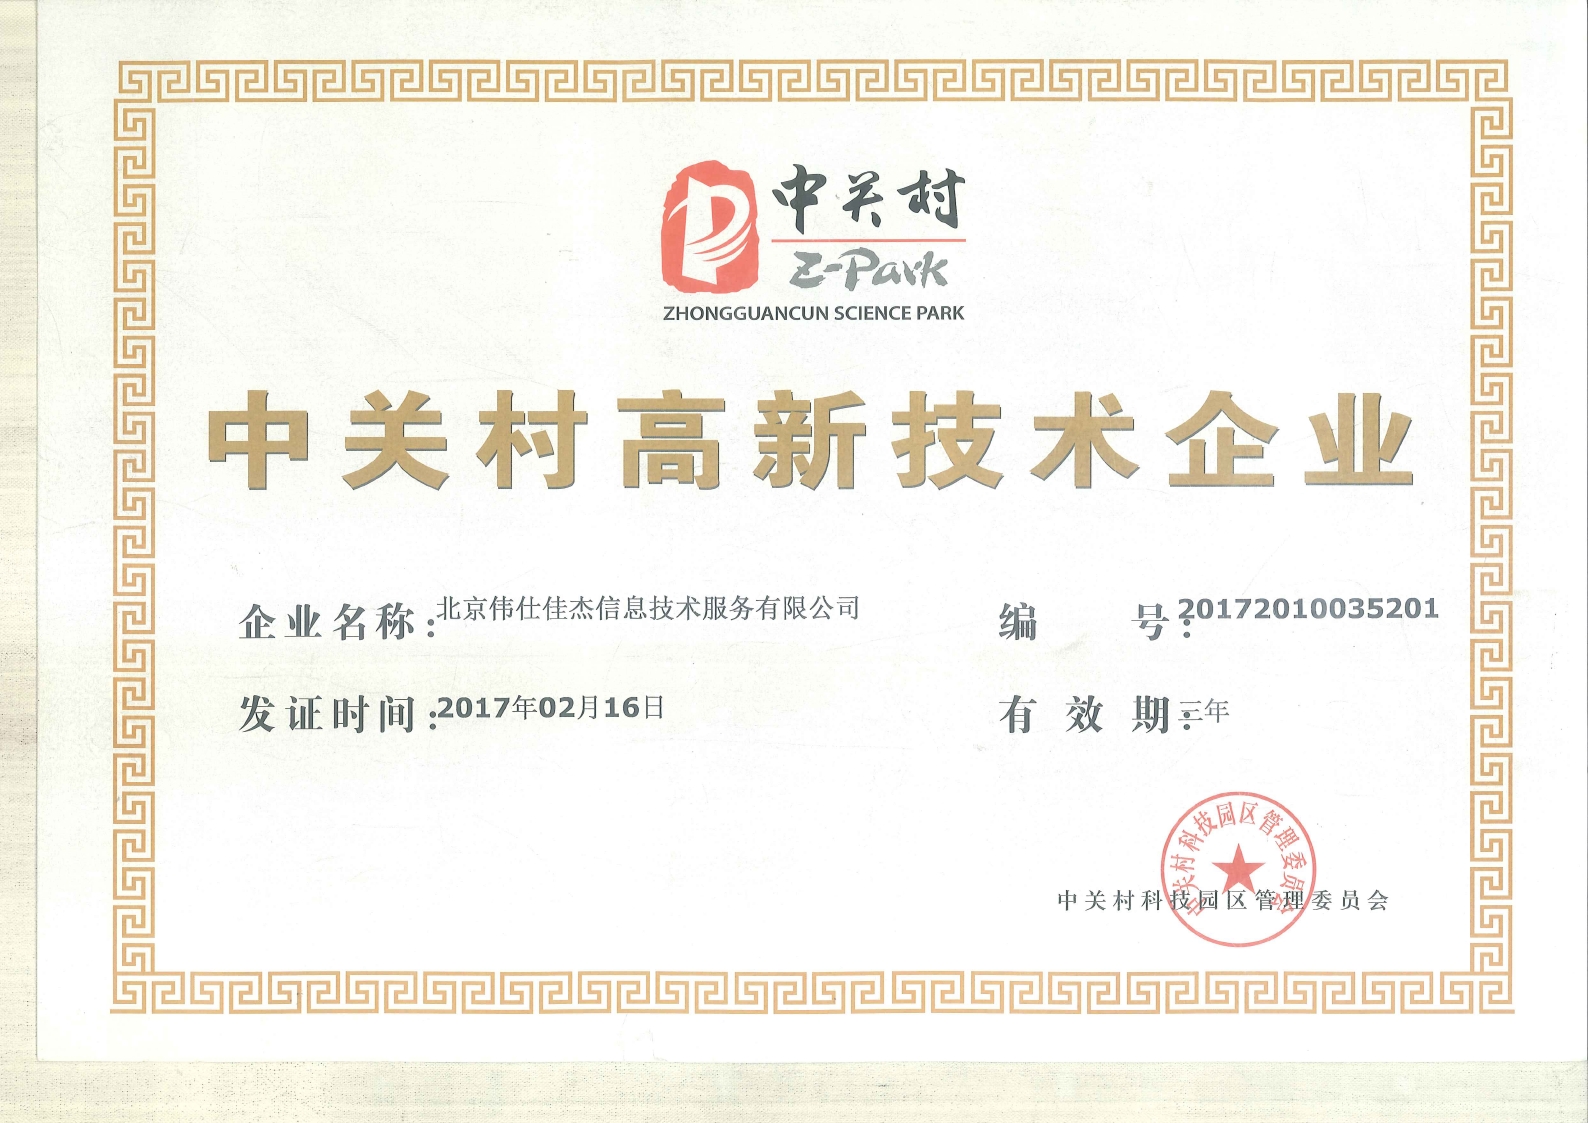 中关村
Z-Park
ZHONGGUANCUN SCIENCE PARK
中关村高新技术企业
企业名称:北京伟仕佳杰信息技术服务有限公司
编号:20172010035201
发证时间:2017年02月16日
有效期:三年
中关村科技园区管理委员会
中关村科技园区管理委员会